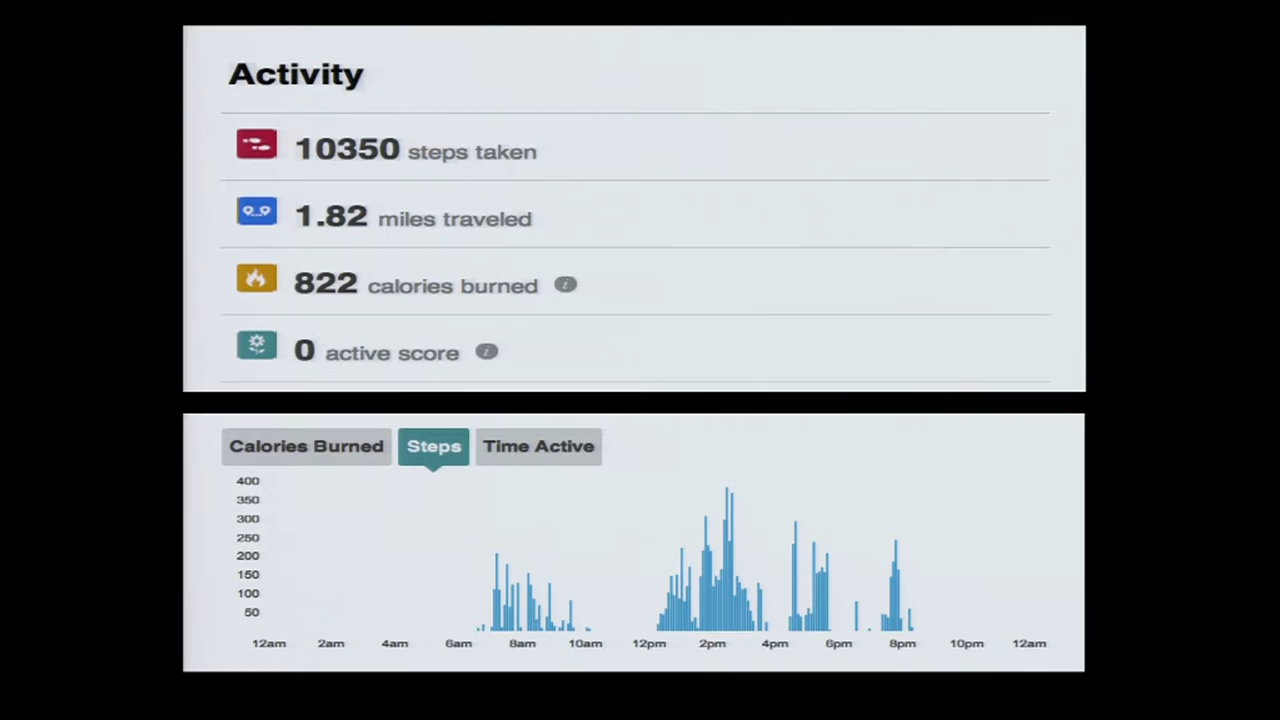 Activity
10350 steps taken
1.82 miles traveled
822 calories burned i
0 active score i
Calories Burned Steps Time Active
400
350
300
250
200
150
100
50
12am 2am 4am 6am 8am 10am 12pm 2pm 4pm 6pm 8pm 10pm 12am